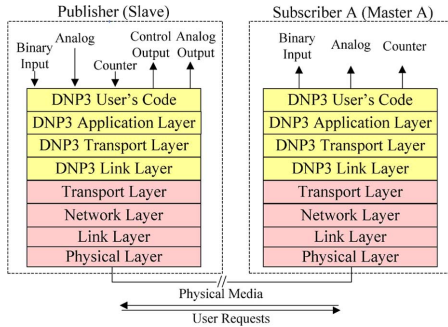 Publisher (Slave)
Binary Input
Analog
Counter
Control Output
Analog Output
DNP3 User's Code
DNP3 Application Layer
DNP3 Transport Layer
DNP3 Link Layer
Transport Layer
Network Layer
Link Layer
Physical Layer
Subscriber A (Master A)
Binary Input
Analog
Counter
DNP3 User's Code
DNP3 Application Layer
DNP3 Transport Layer
DNP3 Link Layer
Transport Layer
Network Layer
Link Layer
Physical Layer
Physical Media
User Requests